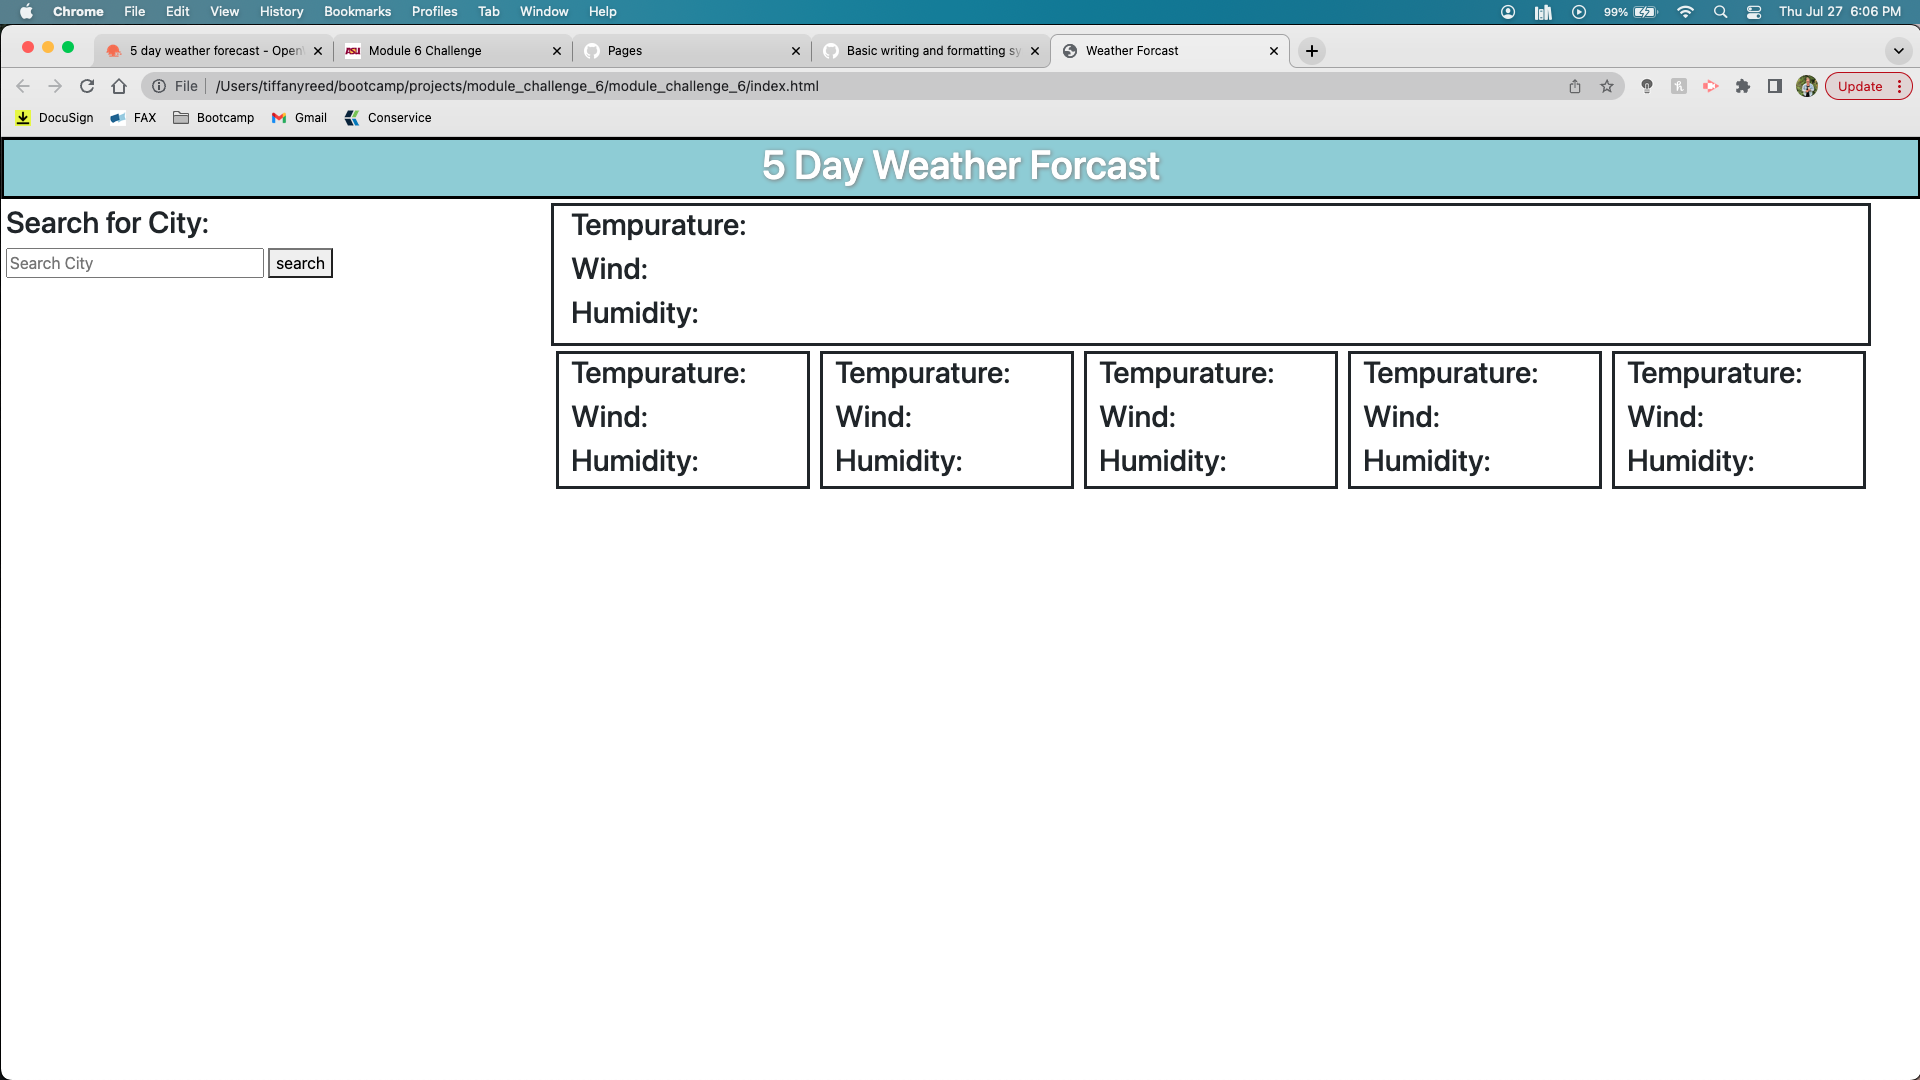 Chrome File Edit View History Bookmarks Profiles Tab Window Help 99% Thu Jul 27 6:06 PM
5 day weather forecast - Open Module 6 Challenge Pages Basic writing and formatting sy Weather Forcast
File /Users/tiffanyreed/bootcamp/projects/module_challenge_6/module_challenge_6/index.html Update
DocuSign FAX Bootcamp Gmail Conservice
5 Day Weather Forcast
Search for City:
Search City search
Tempurature:
Wind:
Humidity:
Tempurature: Tempurature: Tempurature: Tempurature: Tempurature:
Wind: Wind: Wind: Wind: Wind:
Humidity: Humidity: Humidity: Humidity: Humidity: